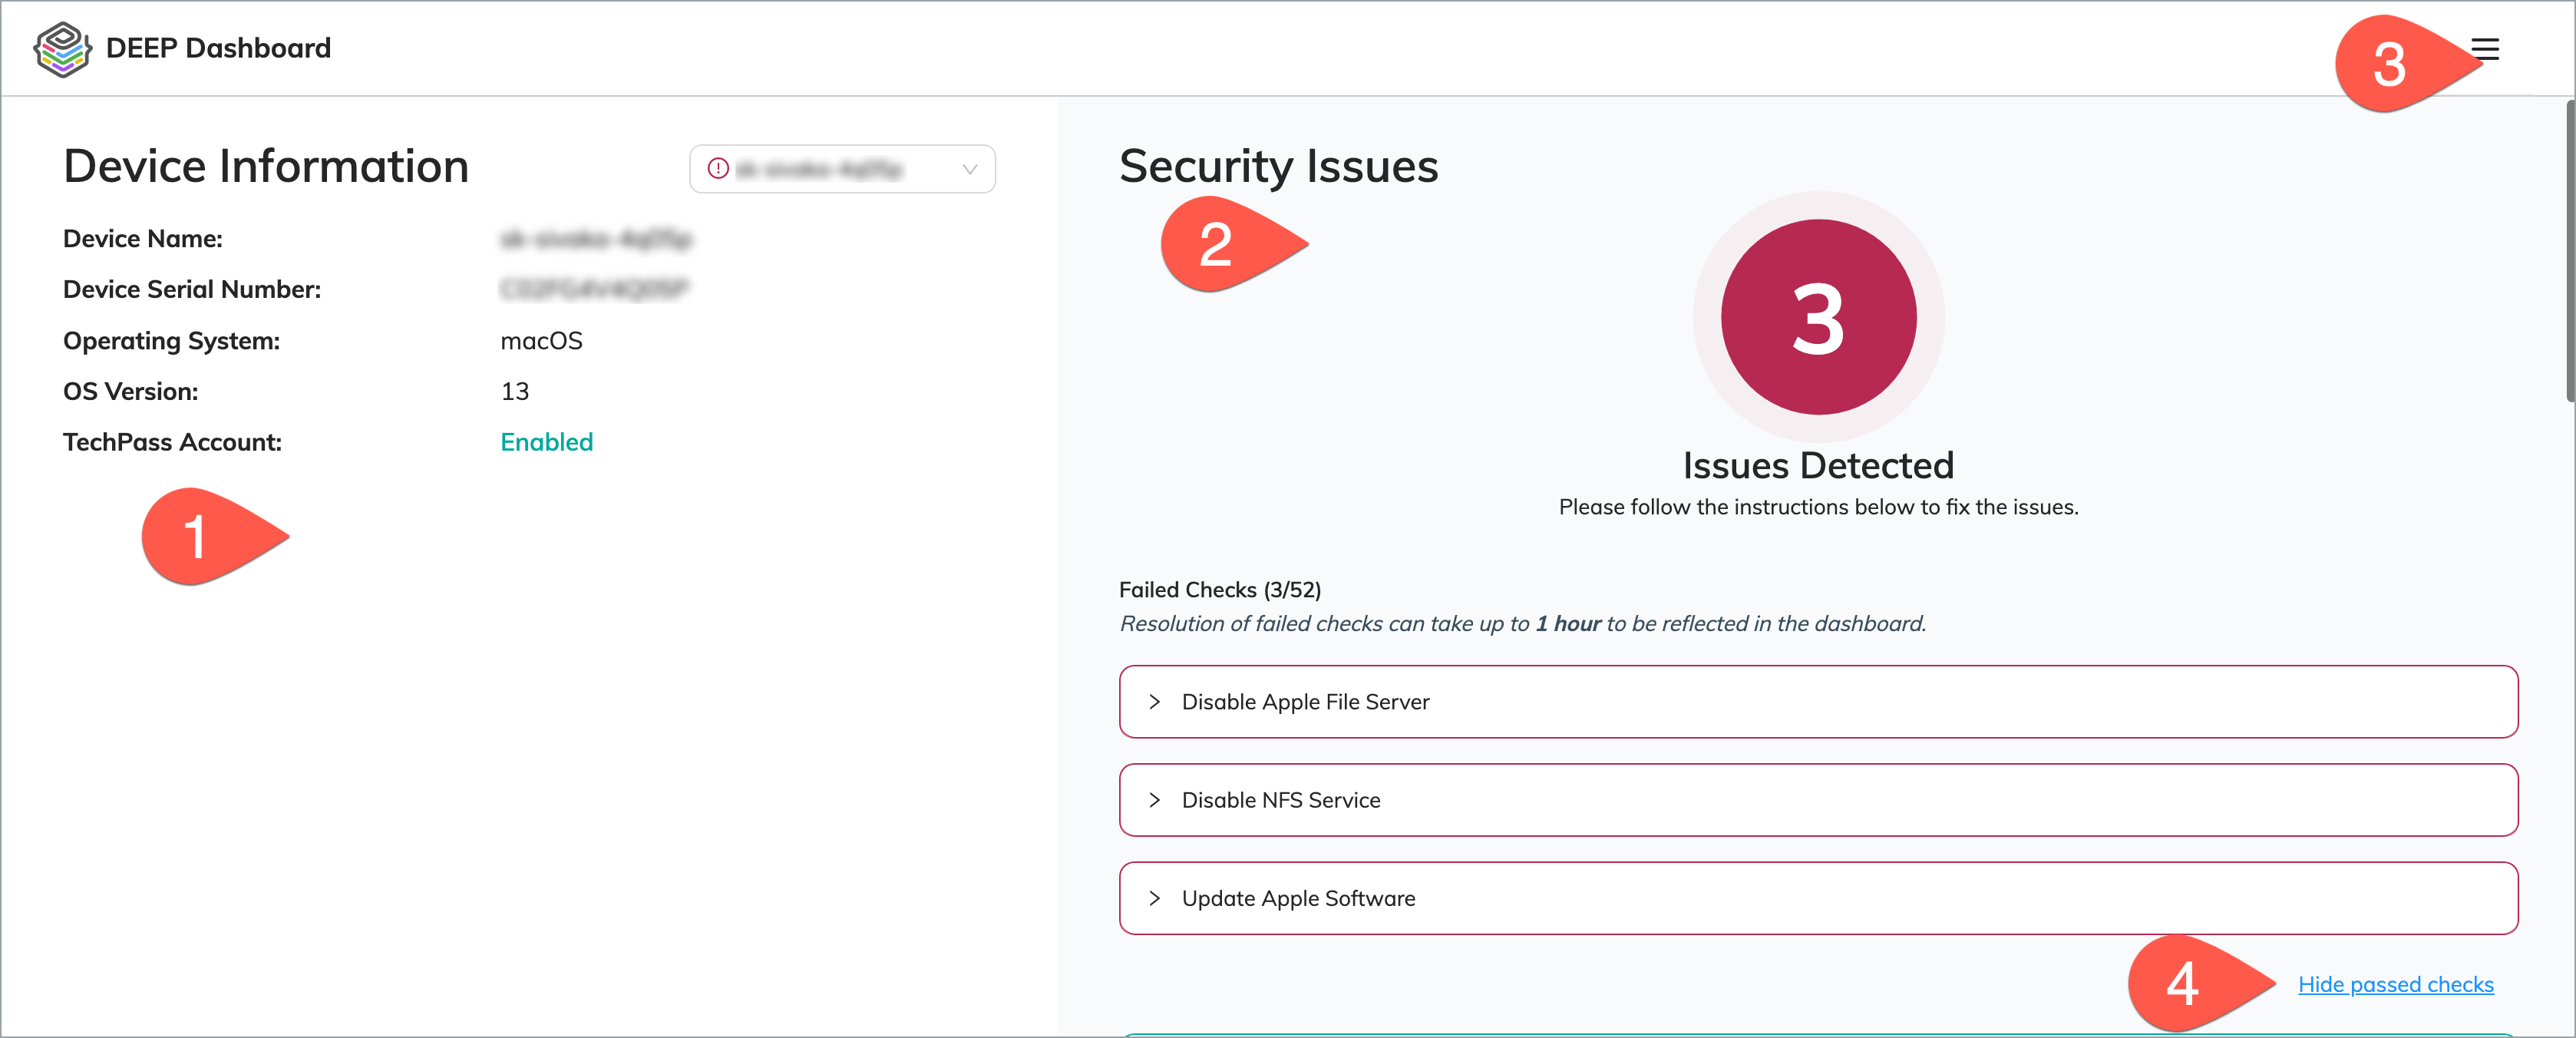 DEEP Dashboard
3
Device Information
Device Name:
Device Serial Number:
Operating System: macOS
OS Version: 13
TechPass Account: Enabled
1
Security Issues
2
3
Issues Detected
Please follow the instructions below to fix the issues.
Failed Checks (3/52)
Resolution of failed checks can take up to 1 hour to be reflected in the dashboard.
Disable Apple File Server
Disable NFS Service
Update Apple Software
4
Hide passed checks